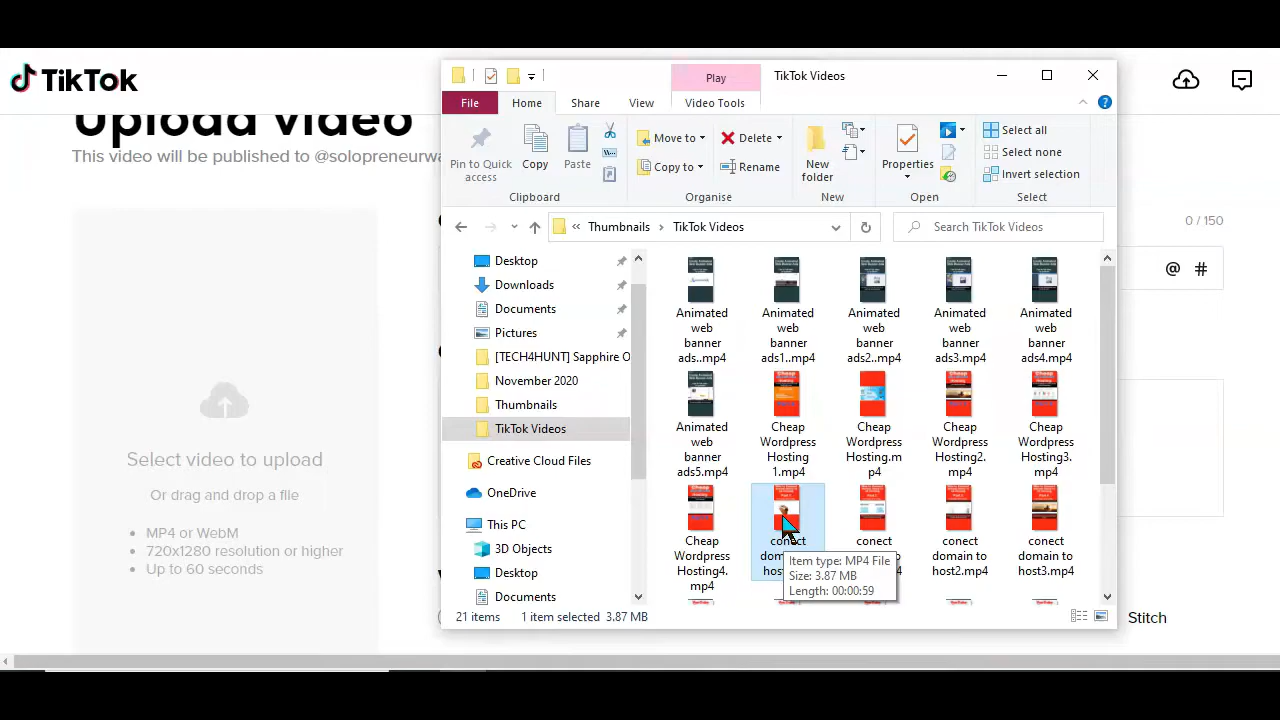 TikTok
Upload video
This video will be published to @solopreneurwa
Select video to upload
Or drag and drop a file
MP4 or WebM
720x1280 resolution or higher
Up to 60 seconds
0 / 150
@ #
Stitch
Play
TikTok Videos
File
Home
Share
View
Video Tools
Pin to Quick
access
Copy
Paste
Clipboard
Move to
Copy to
Delete
Rename
Organise
New
folder
New
Properties
Open
Select all
Select none
Invert selection
Select
« Thumbnails > TikTok Videos
Search TikTok Videos
Desktop
Downloads
Documents
Pictures
[TECH4HUNT] Sapphire O
November 2020
Thumbnails
TikTok Videos
Creative Cloud Files
OneDrive
This PC
3D Objects
Desktop
Documents
Animated
web
banner
ads..mp4
Animated
web
banner
ads1..mp4
Animated
web
banner
ads2..mp4
Animated
web
banner
ads3.mp4
Animated
web
banner
ads4.mp4
Animated
web
banner
ads5.mp4
Cheap
Wordpress
Hosting
1.mp4
Cheap
Wordpress
Hosting.m
p4
Cheap
Wordpress
Hosting2.
mp4
Cheap
Wordpress
Hosting3.
mp4
Cheap
Wordpress
Hosting4.
mp4
conect
conect
conect
domain to
host2.mp4
conect
domain to
host3.mp4
Item type: MP4 File
Size: 3.87 MB
Length: 00:00:59
21 items
1 item selected 3.87 MB